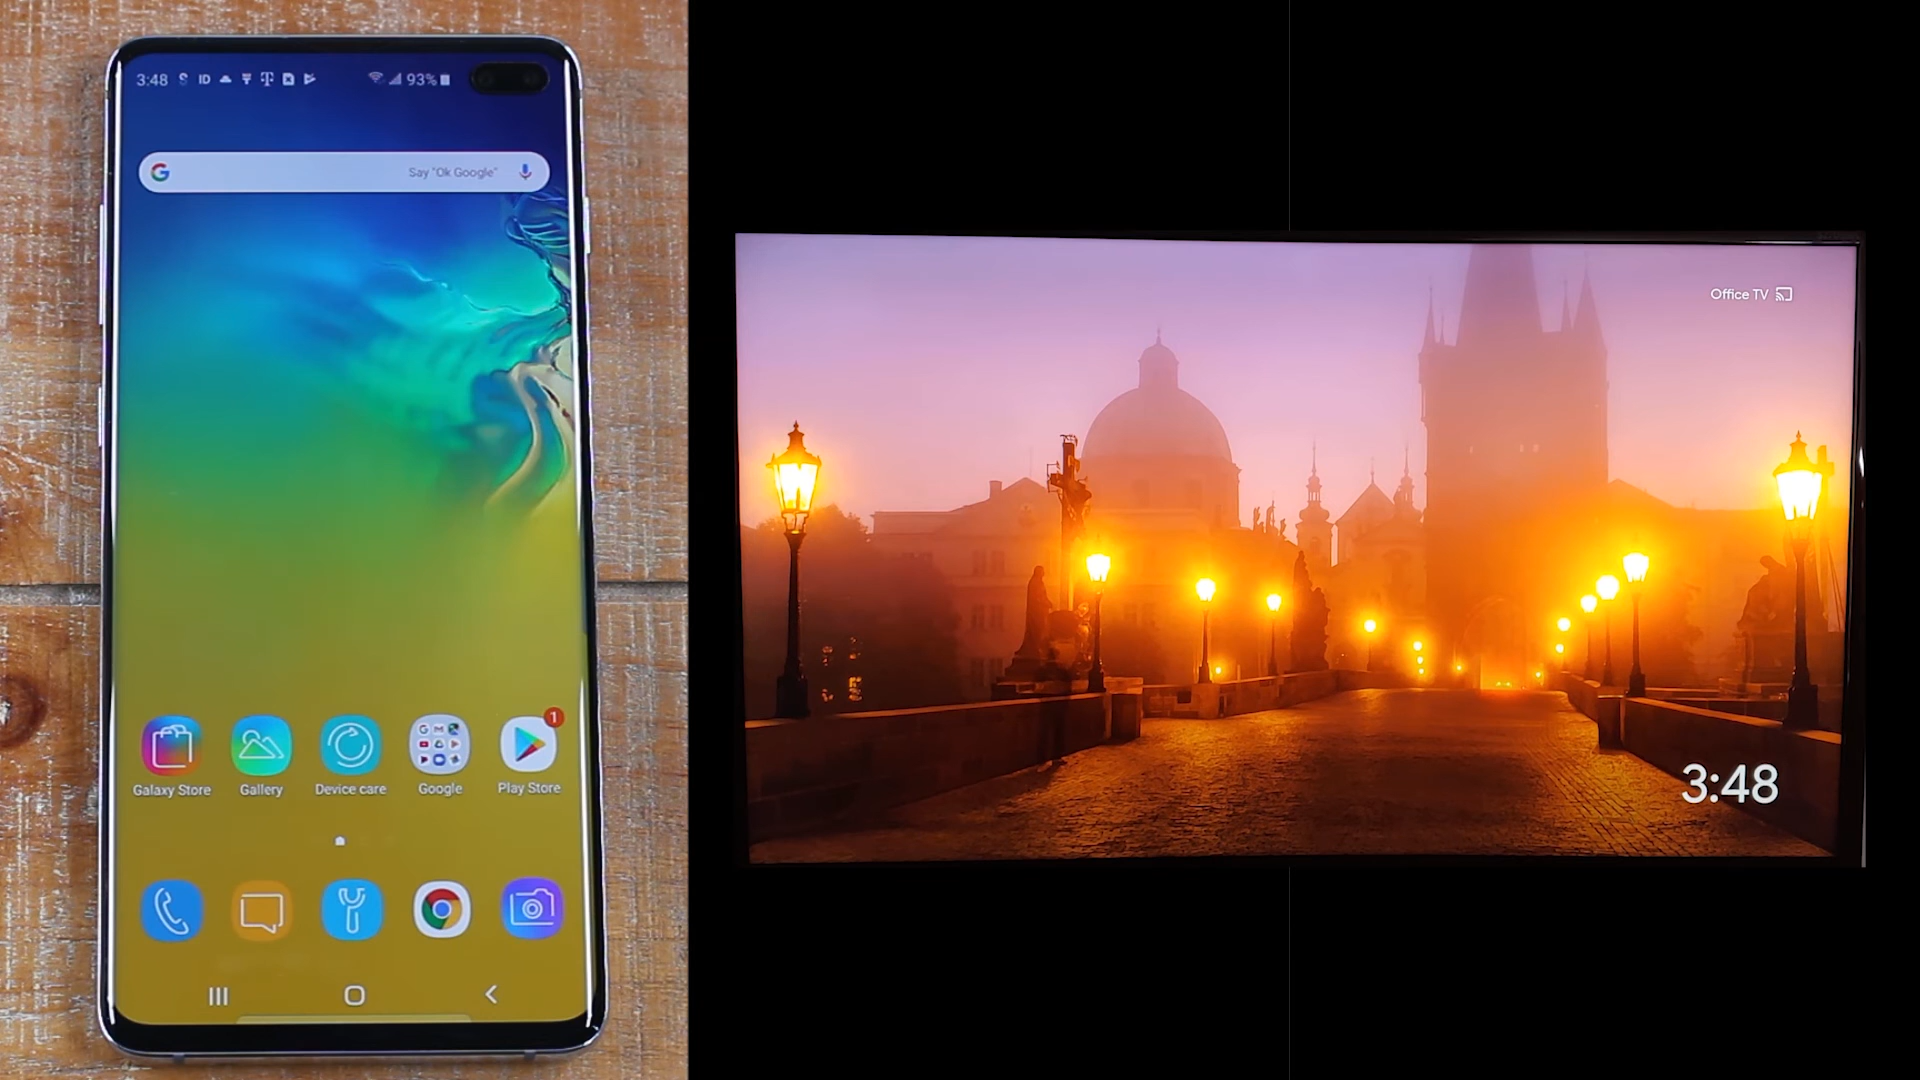 3:48 ID 93%
Say "Ok Google"
Galaxy Store Gallery Device care Google Play Store
1
Office TV
3:48